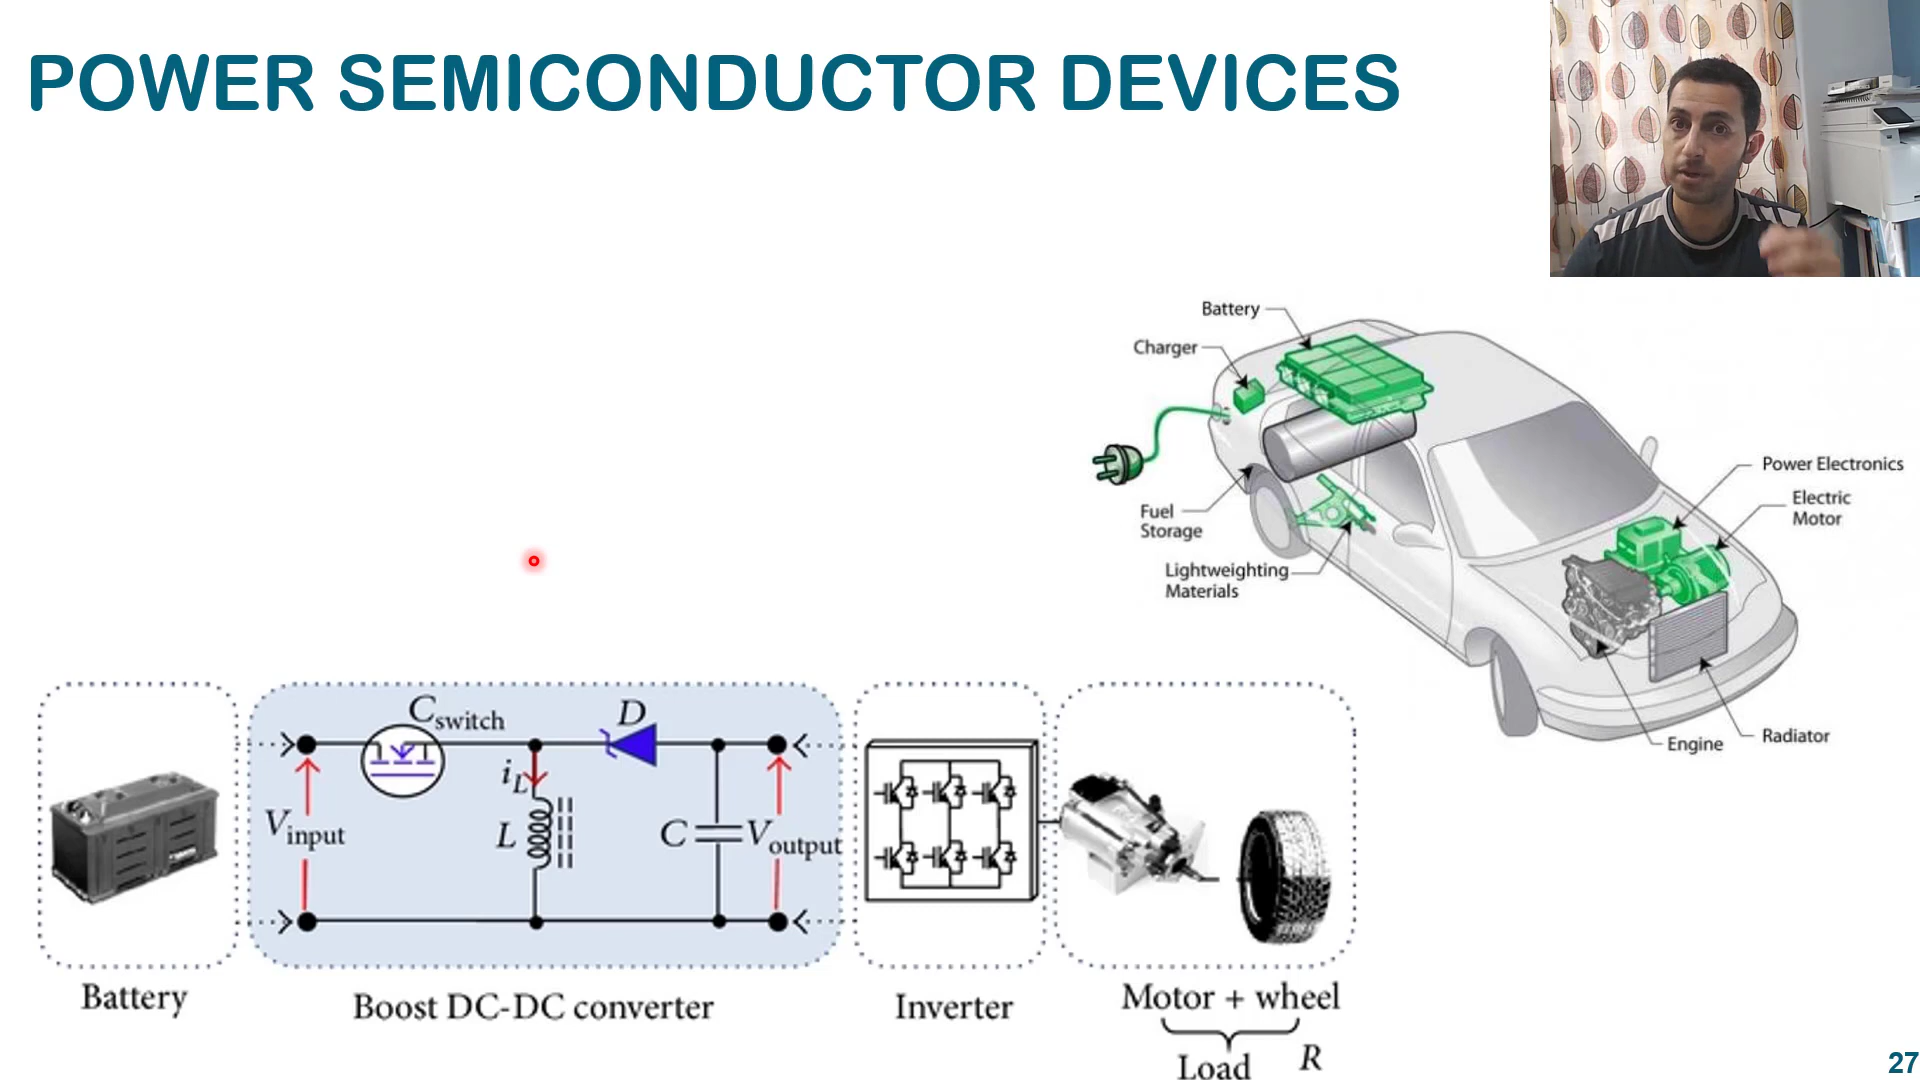 POWER SEMICONDUCTOR DEVICES
Battery
Charger
Fuel
Storage
Lightweighting
Materials
Power Electronics
Electric
Motor
Engine
Radiator
Cswitch
D
iL
L
C
Vinput
Voutput
Battery
Boost DC-DC converter
Inverter
Motor + wheel
Load R
27